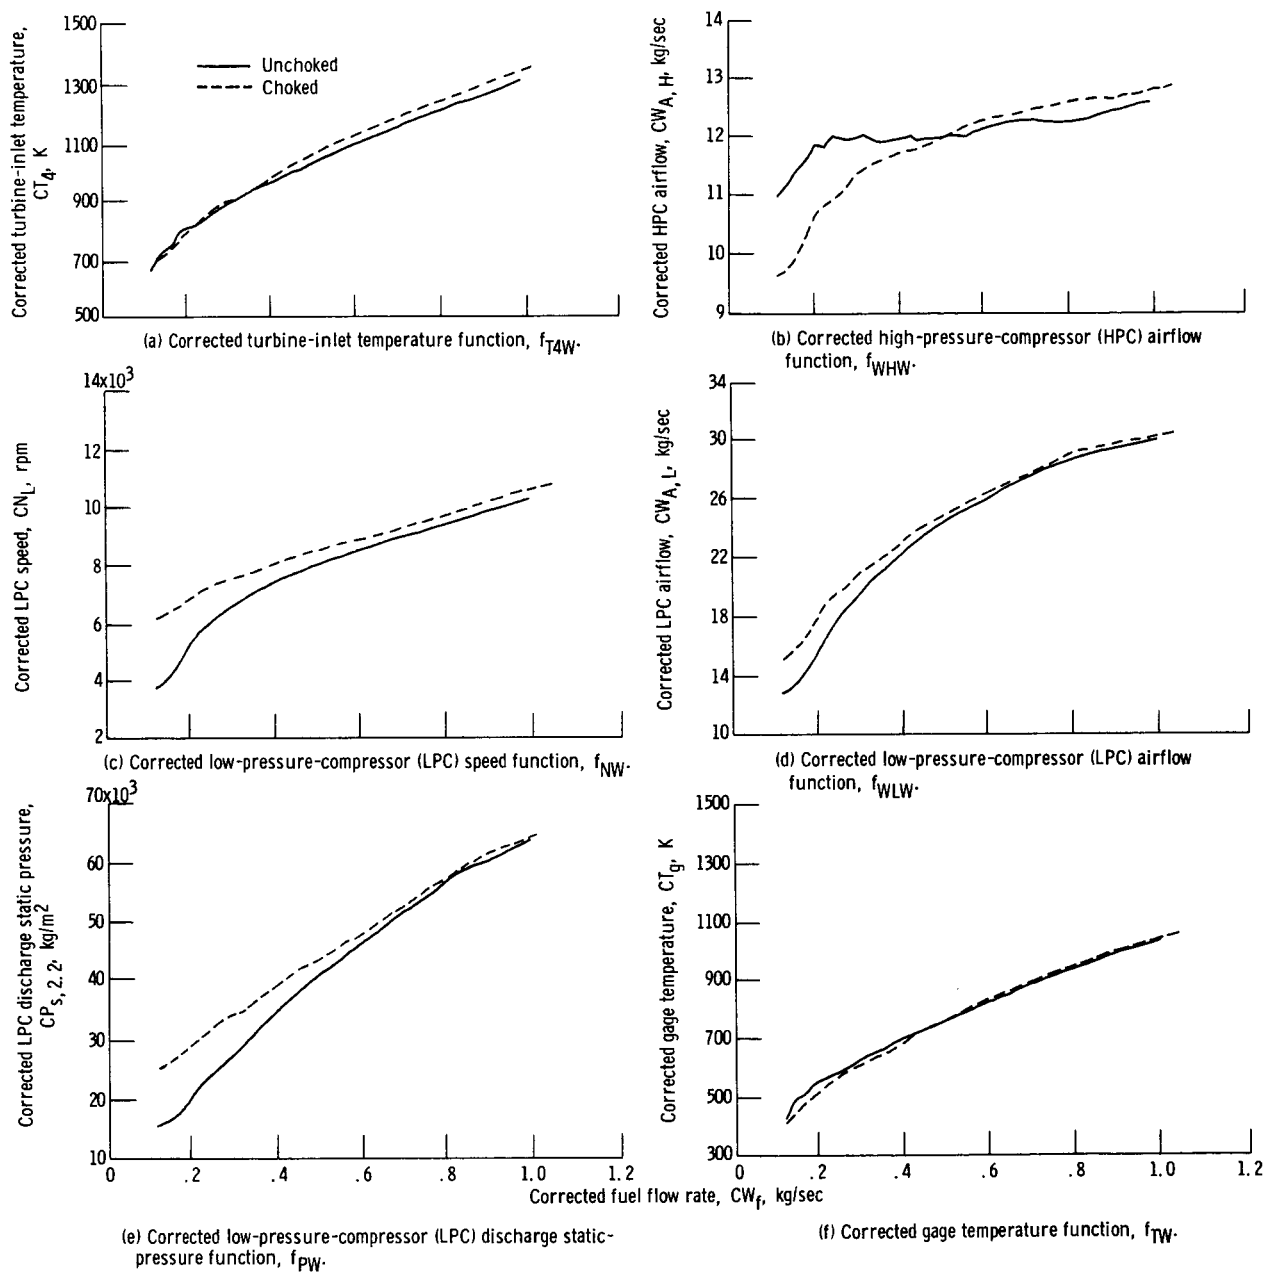 Corrected turbine-inlet temperature,
CT4, K
1500
1300
1100
900
700
500
Unchoked
Choked
(a) Corrected turbine-inlet temperature function, fT4W.
Corrected HPC airflow, CWA, H, kg/sec
14
13
12
11
10
9
(b) Corrected high-pressure-compressor (HPC) airflow
function, fWHW.
Corrected LPC speed, CNL, rpm
14x10³
12
10
8
6
4
2
(c) Corrected low-pressure-compressor (LPC) speed function, fNW.
Corrected LPC airflow, CWA, L, kg/sec
34
30
26
22
18
14
10
(d) Corrected low-pressure-compressor (LPC) airflow
function, fWLW.
Corrected LPC discharge static pressure,
CPs, 2.2, kg/m²
70x10³
60
50
40
30
20
10
0 .2 .4 .6 .8 1.0 1.2
Corrected gage temperature, CTg, K
1500
1300
1100
900
700
500
300
0 .2 .4 .6 .8 1.0 1.2
Corrected fuel flow rate, CWf, kg/sec
(e) Corrected low-pressure-compressor (LPC) discharge static-
pressure function, fPW.
(f) Corrected gage temperature function, fTW.